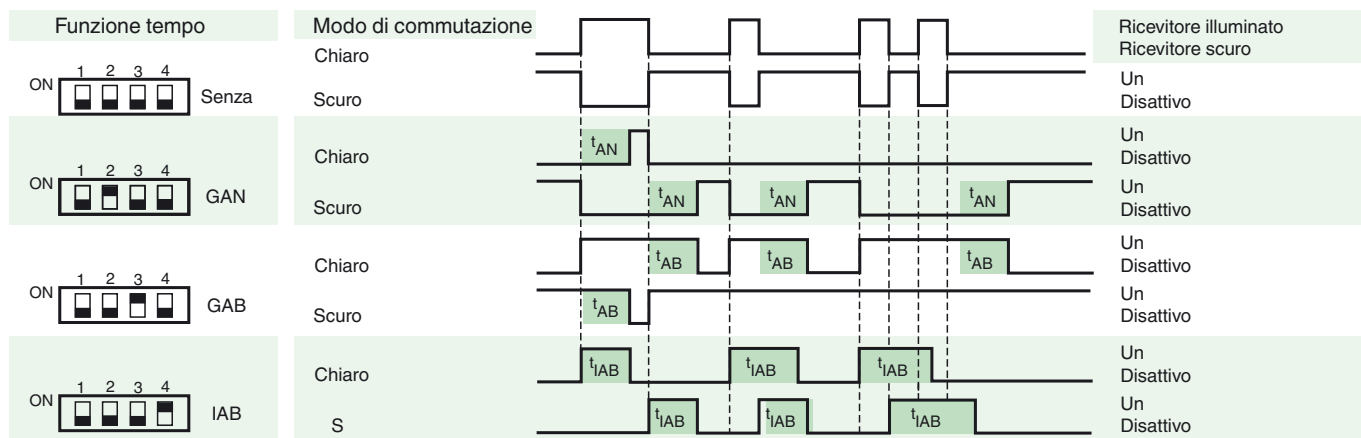 Funzione tempo
Modo di commutazione
Chiaro
Ricevitore illuminato
Ricevitore scuro
ON 1 2 3 4 Senza
Scuro
Un
Disattivo
ON 1 2 3 4 GAN
Chiaro
tAN
Un
Disattivo
Scuro
tAN tAN tAN
Un
Disattivo
ON 1 2 3 4 GAB
Chiaro
tAB tAB tAB
Un
Disattivo
Scuro
tAB
Un
Disattivo
ON 1 2 3 4 IAB
Chiaro
tIAB tIAB tIAB
Un
Disattivo
S
tIAB tIAB tIAB
Un
Disattivo